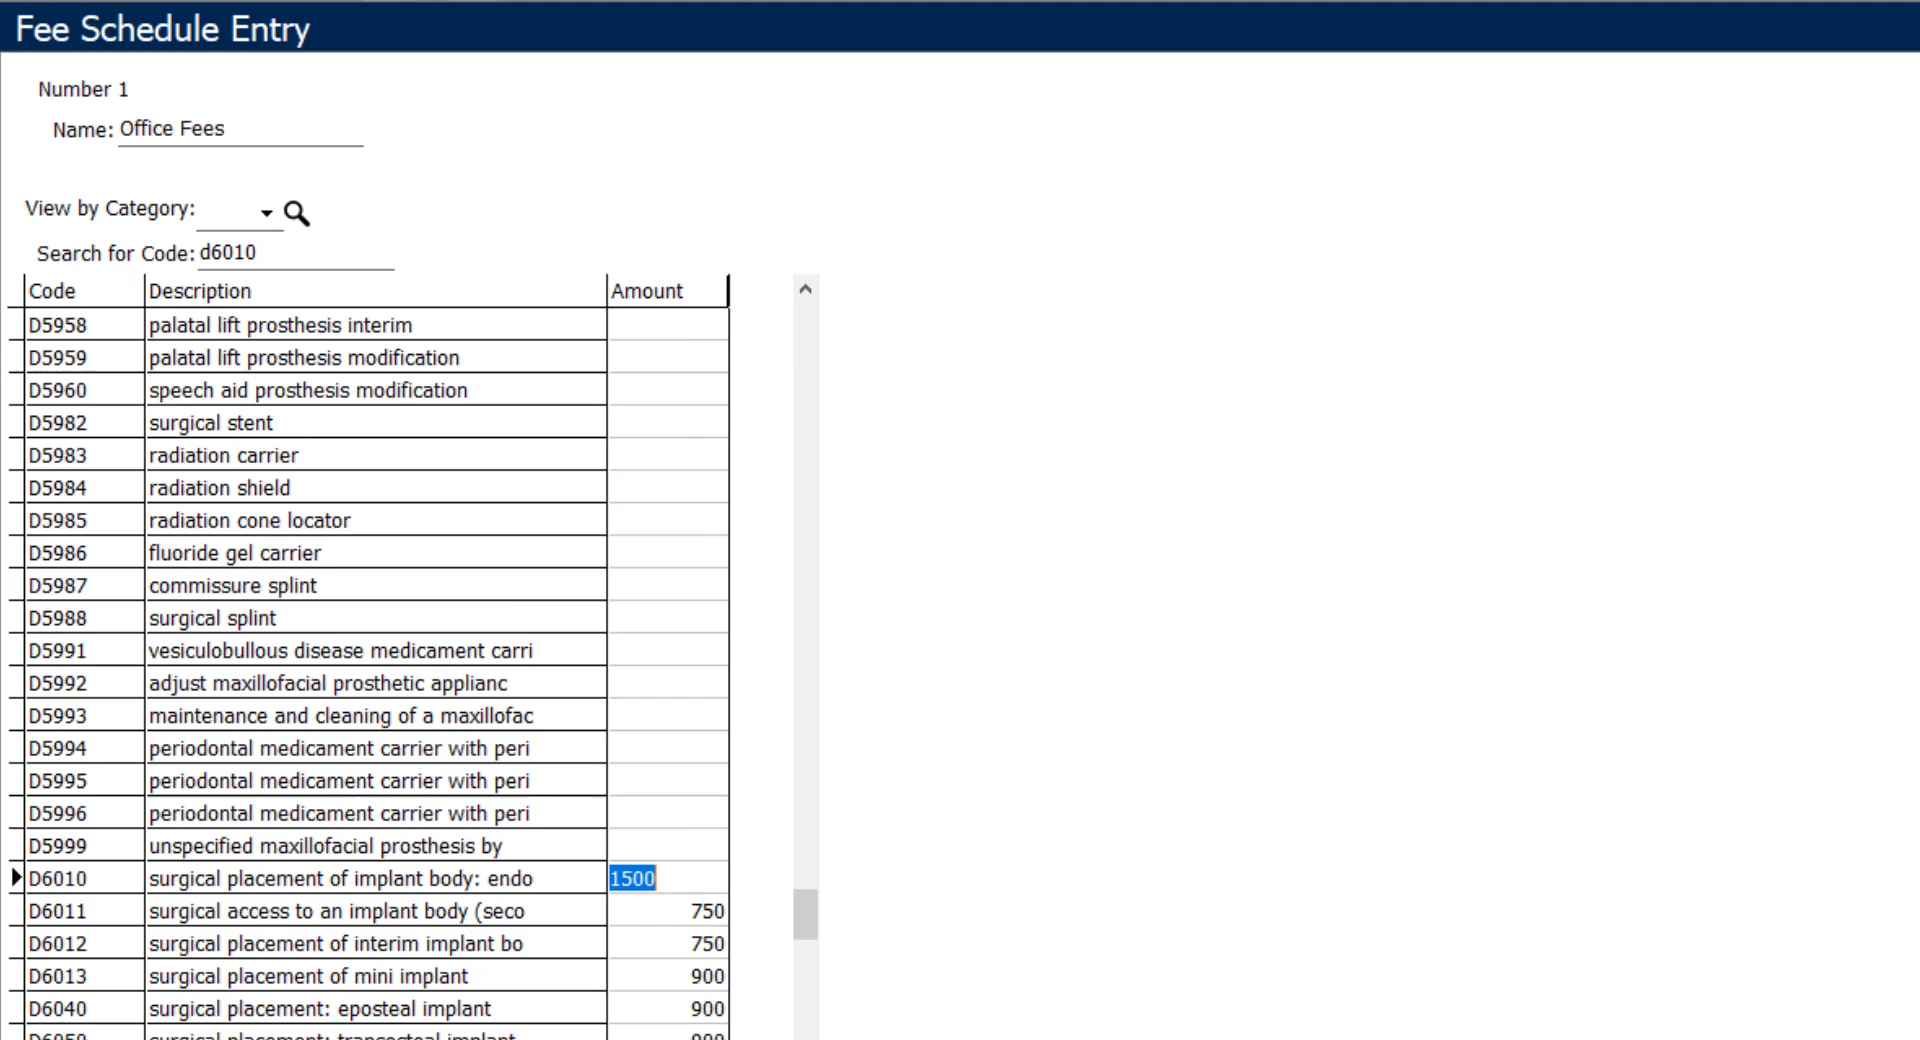 Fee Schedule Entry
Number 1
Name: Office Fees
View by Category:
Search for Code: d6010
Code Description Amount
D5958 palatal lift prosthesis interim
D5959 palatal lift prosthesis modification
D5960 speech aid prosthesis modification
D5982 surgical stent
D5983 radiation carrier
D5984 radiation shield
D5985 radiation cone locator
D5986 fluoride gel carrier
D5987 commissure splint
D5988 surgical splint
D5991 vesiculobullous disease medicament carri
D5992 adjust maxillofacial prosthetic applianc
D5993 maintenance and cleaning of a maxillofac
D5994 periodontal medicament carrier with peri
D5995 periodontal medicament carrier with peri
D5996 periodontal medicament carrier with peri
D5999 unspecified maxillofacial prosthesis by
D6010 surgical placement of implant body: endo 1500
D6011 surgical access to an implant body (seco 750
D6012 surgical placement of interim implant bo 750
D6013 surgical placement of mini implant 900
D6040 surgical placement: eposteal implant 900
surgical placement: transosteal implant